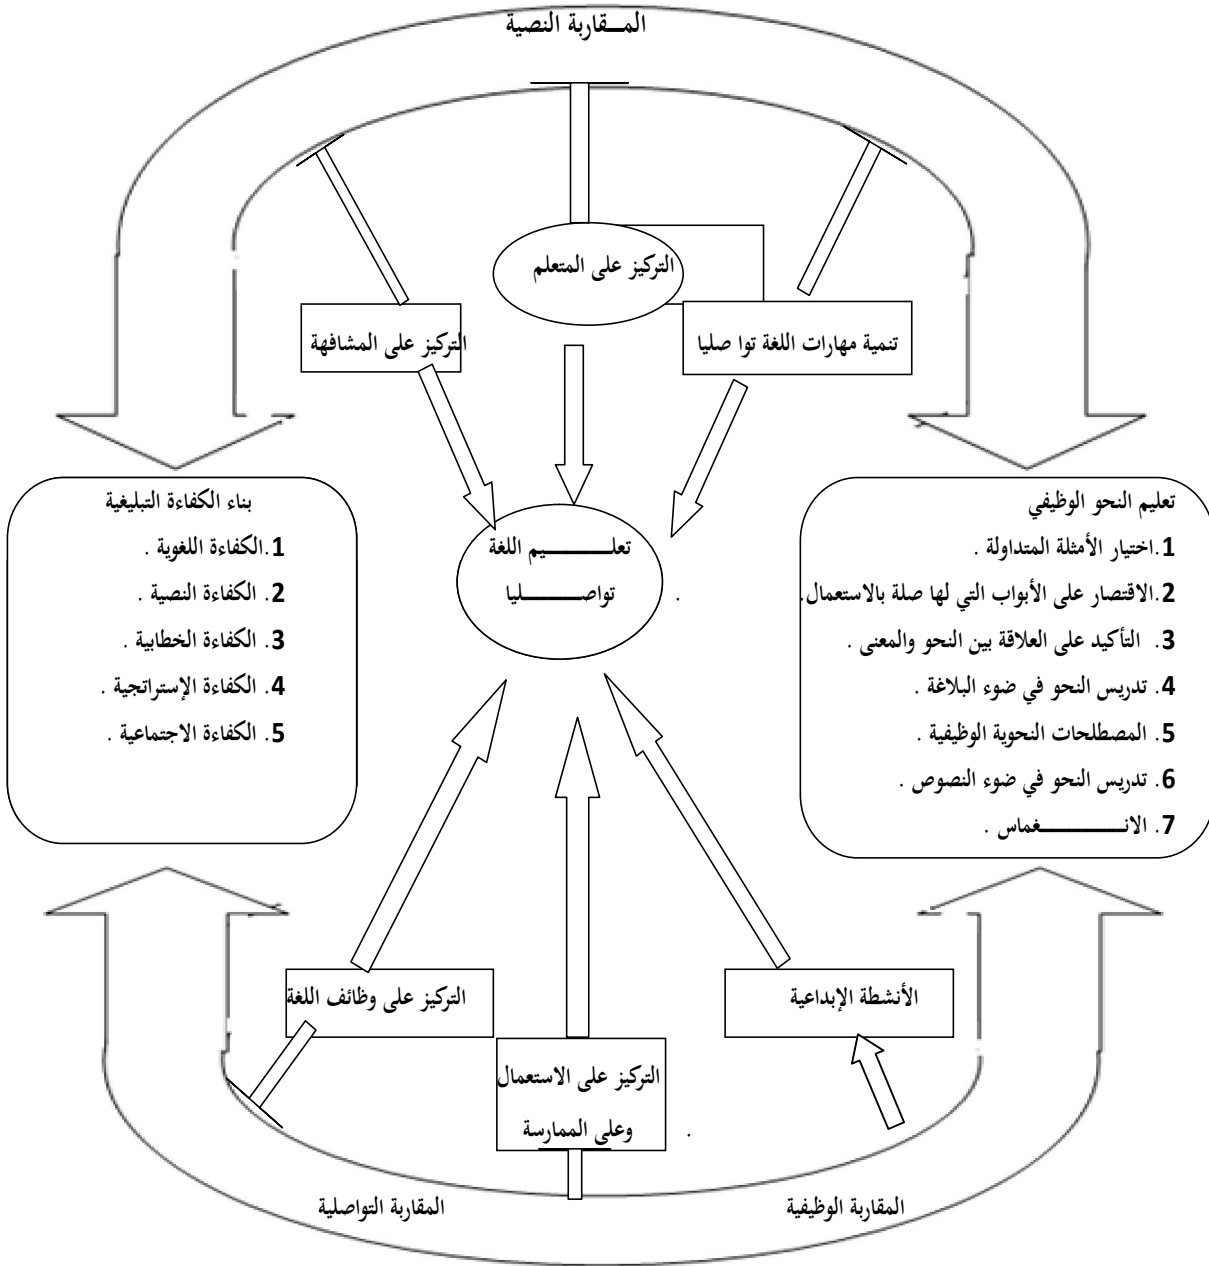 المــقاربة النصية
التركيز على المتعلم
تنمية مهارات اللغة توا صليا
التركيز على المشافهة
تعليم النحو الوظيفي
1.اختيار الأمثلة المتداولة .
2.الاقتصار على الأبواب التي لها صلة بالاستعمال.
3. التأكيد على العلاقة بين النحو والمعنى .
4. تدريس النحو في ضوء البلاغة .
5. المصطلحات النحوية الوظيفية .
6. تدريس النحو في ضوء النصوص .
7. الانــــــــغماس .
تعلــــــــيم اللغة
تواصـــــــليا
.
بناء الكفاءة التبليغية
1.الكفاءة اللغوية .
2. الكفاءة النصية .
3. الكفاءة الخطابية .
4. الكفاءة الإستراتجية .
5. الكفاءة الاجتماعية .
الأنشطة الإبداعية
التركيز على وظائف اللغة
التركيز على الاستعمال
وعلى الممارسة
.
المقاربة الوظيفية
المقاربة التواصلية